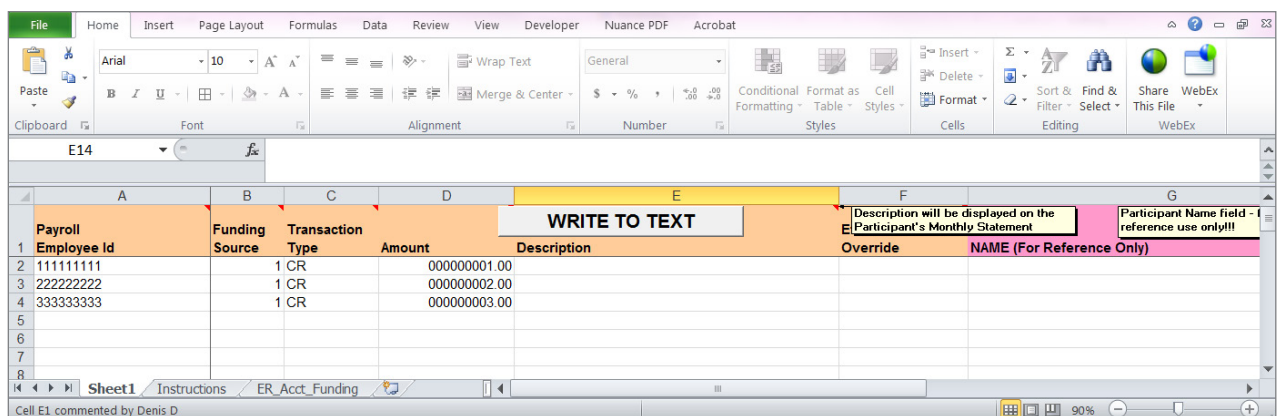 File Home Insert Page Layout Formulas Data Review View Developer Nuance PDF Acrobat
Paste
Clipboard
Arial 10
B I U
Font
Wrap Text
Merge & Center
Alignment
General
$ % ,
Number
Conditional Formatting
Format as Table
Cell Styles
Styles
Insert
Delete
Format
Cells
Sort & Filter
Find & Select
Editing
Share This File
WebEx
WebEx
E14 fx
A B C D E F G
WRITE TO TEXT
Description will be displayed on the
Participant's Monthly Statement
Participant Name field -
reference use only!!!
1 Payroll Employee Id Funding Source Transaction Type Amount Description Override NAME (For Reference Only)
2 111111111 1 CR 000000001.00
3 222222222 1 CR 000000002.00
4 333333333 1 CR 000000003.00
5
6
7
8
Sheet1 Instructions ER_Acct_Funding
Cell E1 commented by Denis D 90%